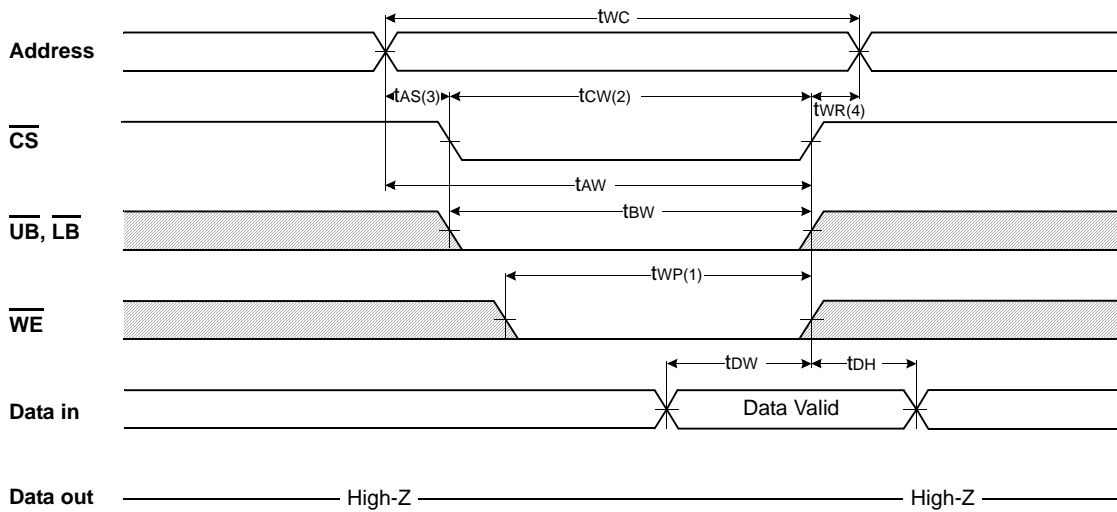 tWC
Address
tAS(3) tCW(2) tWR(4)
CS
tAW
UB, LB tBW
tWP(1)
WE
tDW tDH
Data in Data Valid
Data out High-Z High-Z